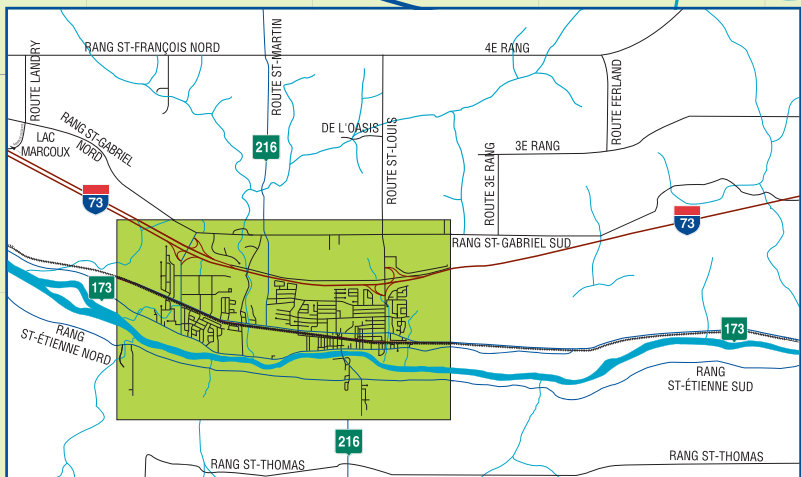 RANG ST-FRANÇOIS NORD
4E RANG
ROUTE LANDRY
ROUTE ST-MARTIN
ROUTE FERLAND
RANG ST-GABRIEL
NORD
LAC
MARCOUX
DE L'OASIS
216
ROUTE ST-LOUIS
3E RANG
ROUTE 3E RANG
73
73
RANG ST-GABRIEL SUD
173
173
RANG
ST-ÉTIENNE NORD
RANG
ST-ÉTIENNE SUD
216
RANG ST-THOMAS
RANG ST-THOMAS